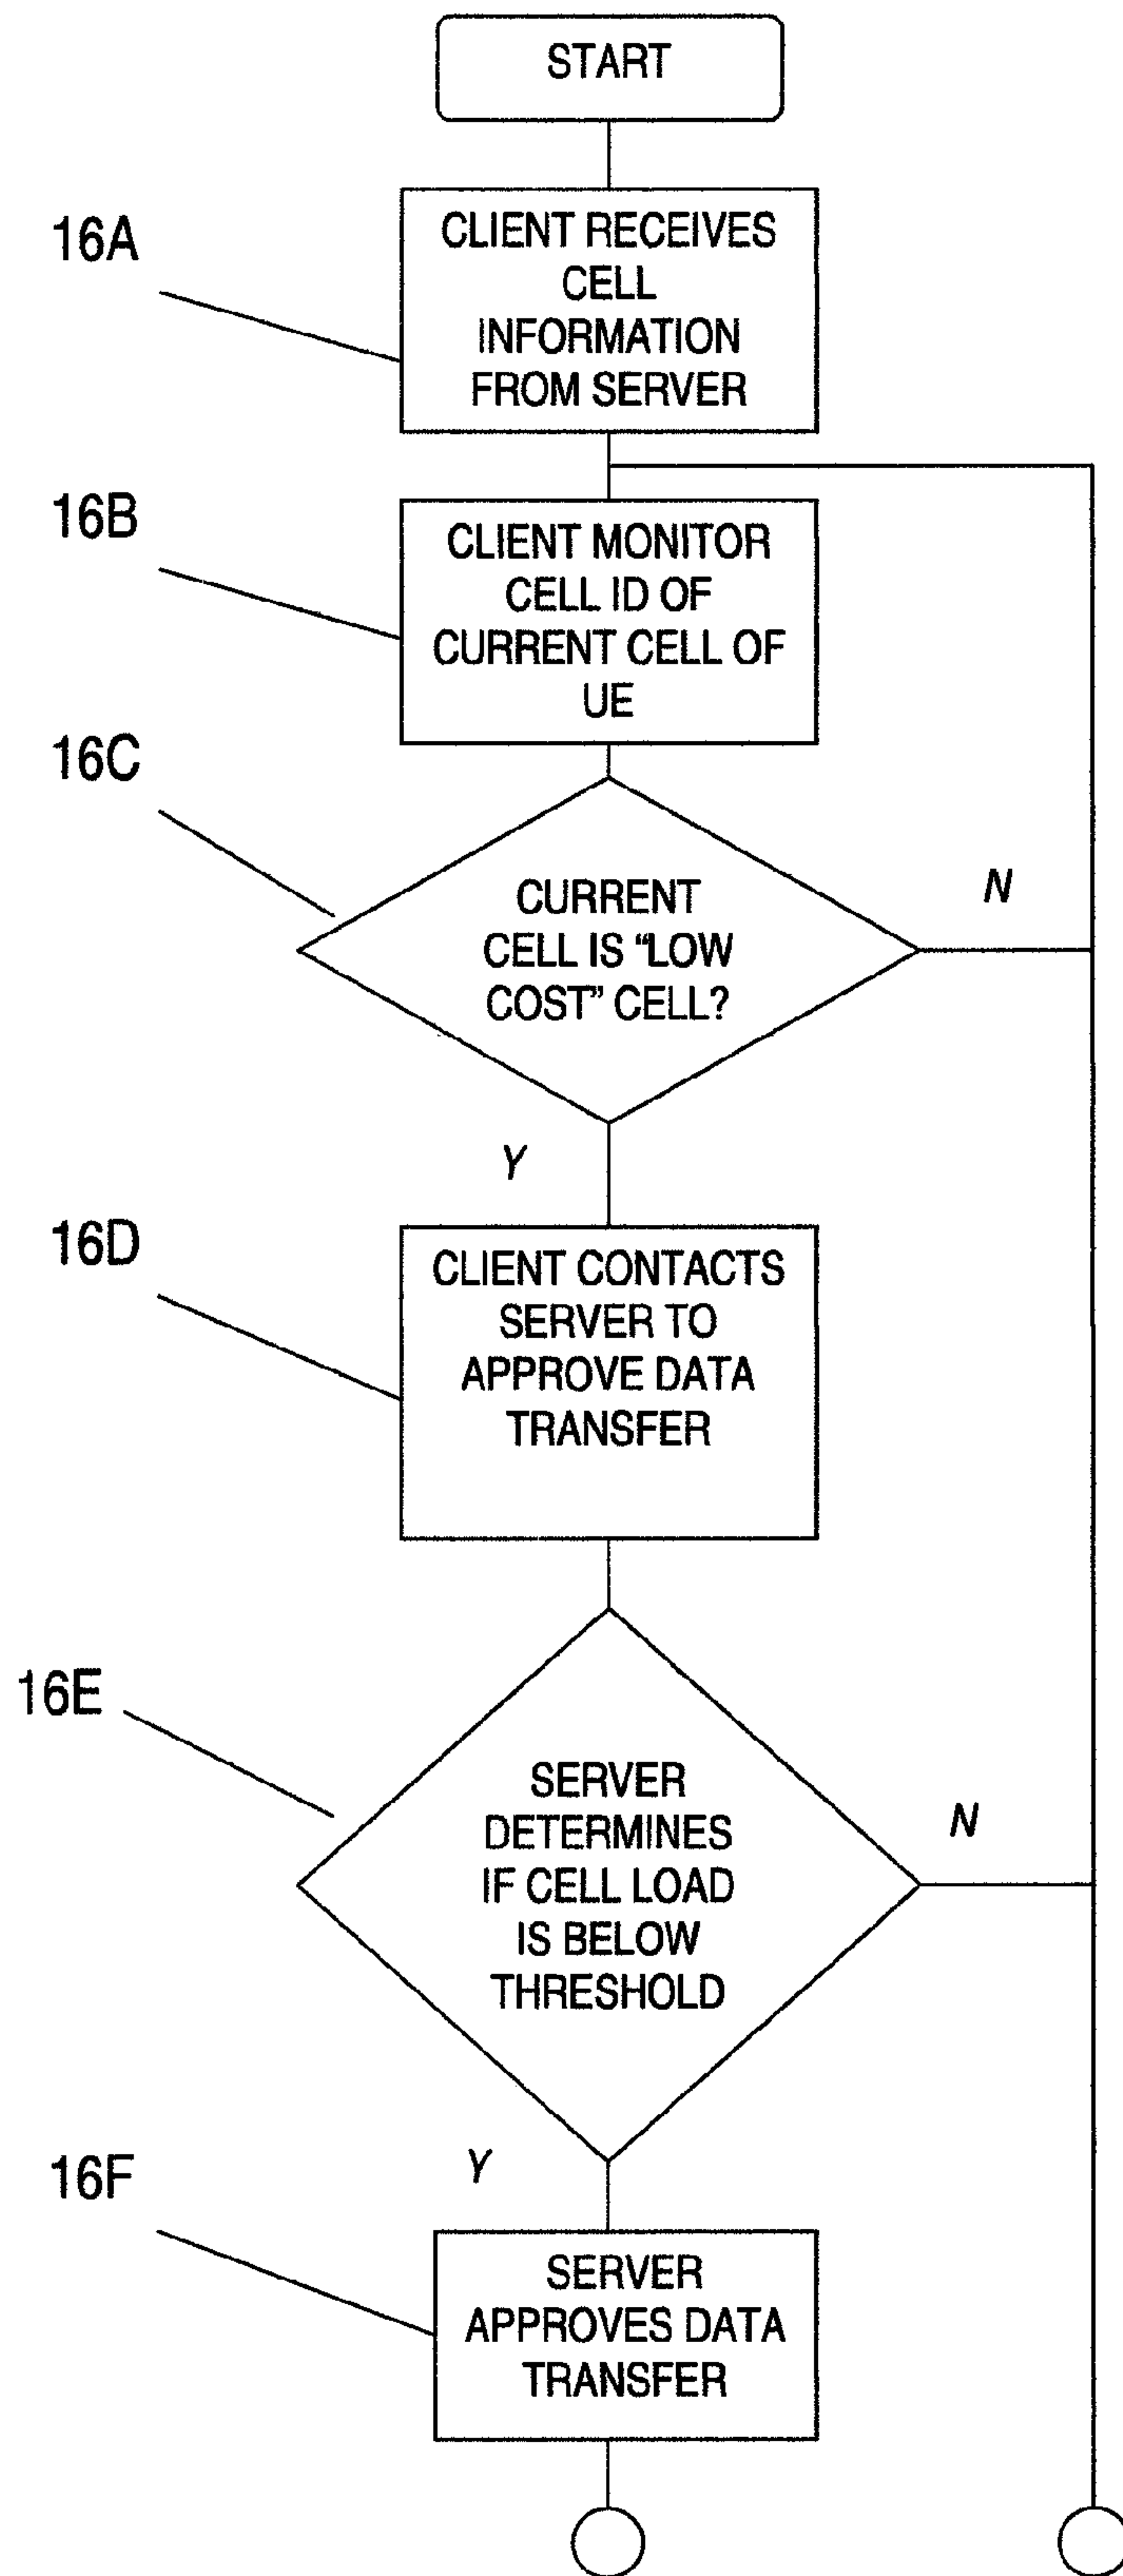 START
16A
CLIENT RECEIVES
CELL
INFORMATION
FROM SERVER
16B
CLIENT MONITOR
CELL ID OF
CURRENT CELL OF
UE
16C
CURRENT
CELL IS “LOW
COST” CELL?
N
Y
16D
CLIENT CONTACTS
SERVER TO
APPROVE DATA
TRANSFER
16E
SERVER
DETERMINES
IF CELL LOAD
IS BELOW
THRESHOLD
N
Y
16F
SERVER
APPROVES DATA
TRANSFER